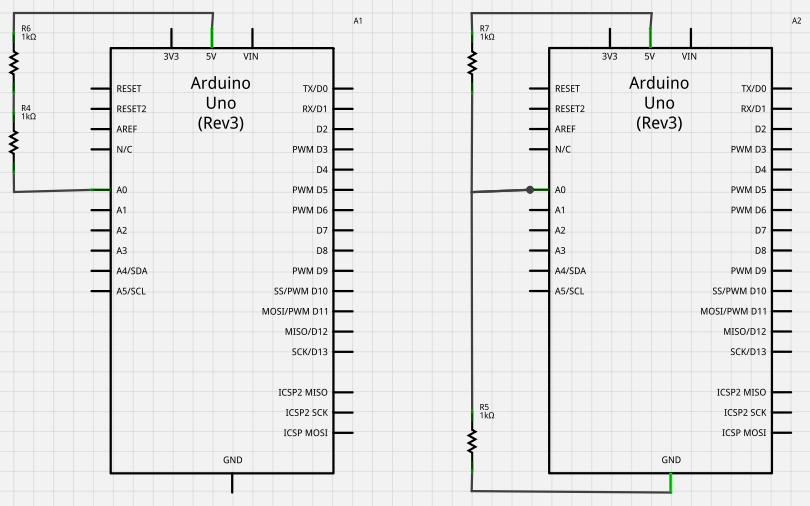 A1
R6
1kΩ
3V3
5V
VIN
Arduino
Uno
(Rev3)
R4
1kΩ
RESET
RESET2
AREF
N/C
A0
A1
A2
A3
A4/SDA
A5/SCL
TX/D0
RX/D1
D2
PWM D3
D4
PWM D5
PWM D6
D7
D8
PWM D9
SS/PWM D10
MOSI/PWM D11
MISO/D12
SCK/D13
ICSP2 MISO
ICSP2 SCK
ICSP MOSI
GND
A2
R7
1kΩ
3V3
5V
VIN
Arduino
Uno
(Rev3)
RESET
RESET2
AREF
N/C
A0
A1
A2
A3
A4/SDA
A5/SCL
TX/D0
RX/D1
D2
PWM D3
D4
PWM D5
PWM D6
D7
D8
PWM D9
SS/PWM D10
MOSI/PWM D11
MISO/D12
SCK/D13
ICSP2 MISO
ICSP2 SCK
ICSP MOSI
R5
1kΩ
GND